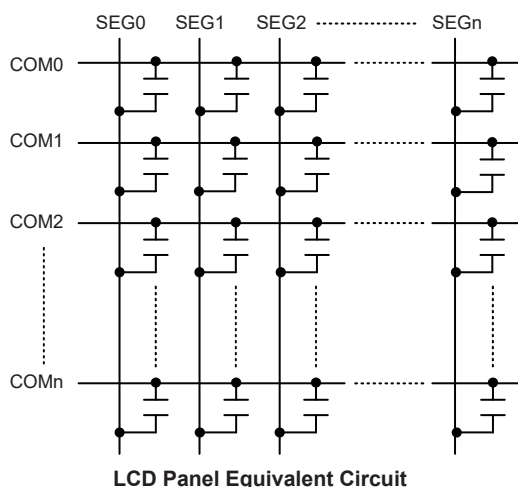 SEG0 SEG1 SEG2 SEGn
COM0
COM1
COM2
COMn
LCD Panel Equivalent Circuit